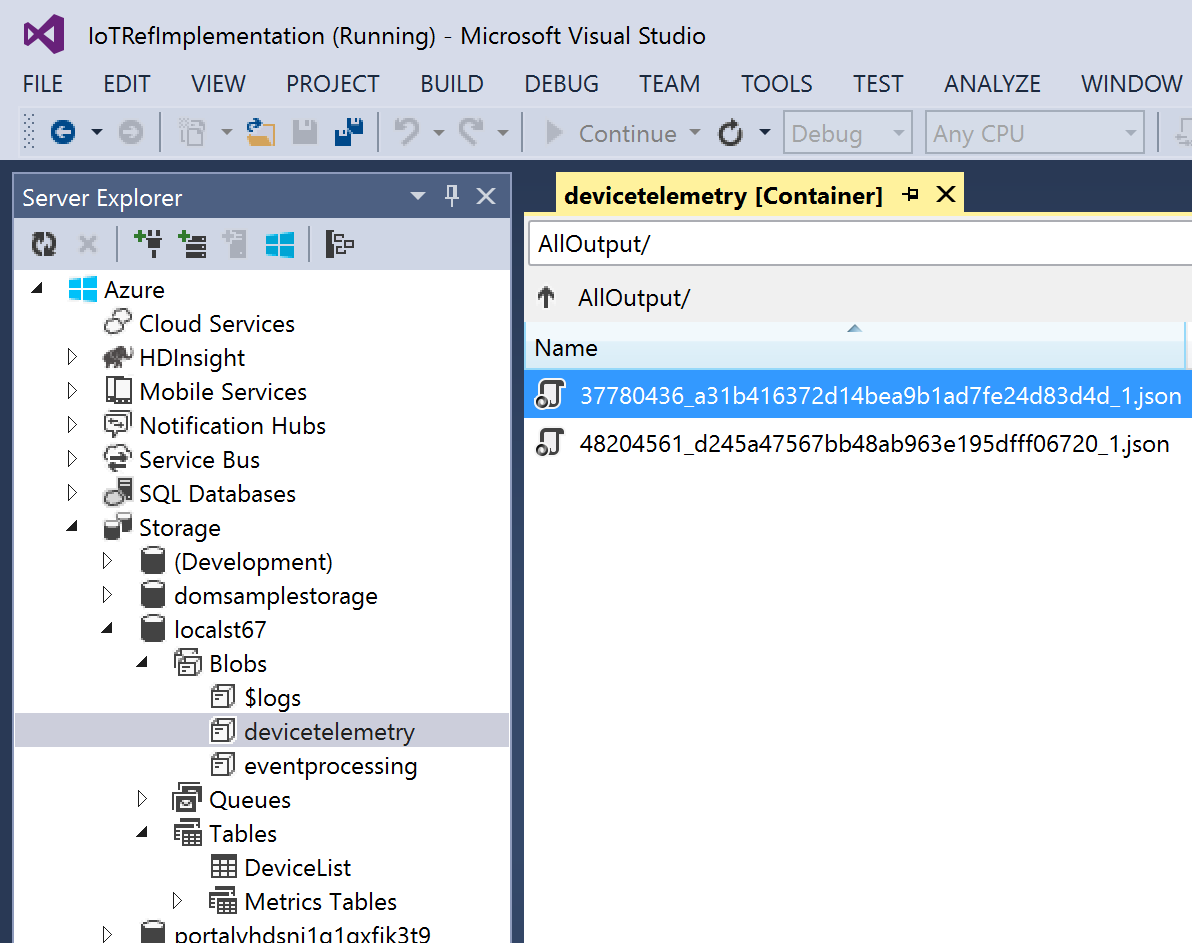 IoTRefImplementation (Running) - Microsoft Visual Studio
FILE EDIT VIEW PROJECT BUILD DEBUG TEAM TOOLS TEST ANALYZE WINDOW
Continue Debug Any CPU
Server Explorer
Azure
Cloud Services
HDInsight
Mobile Services
Notification Hubs
Service Bus
SQL Databases
Storage
(Development)
domsamplestorage
localst67
Blobs
$logs
devicetelemetry
eventprocessing
Queues
Tables
DeviceList
Metrics Tables
devicetelemetry [Container]
AllOutput/
AllOutput/
Name
37780436_a31b416372d14bea9b1ad7fe24d83d4d_1.json
48204561_d245a47567bb48ab963e195dfff06720_1.json